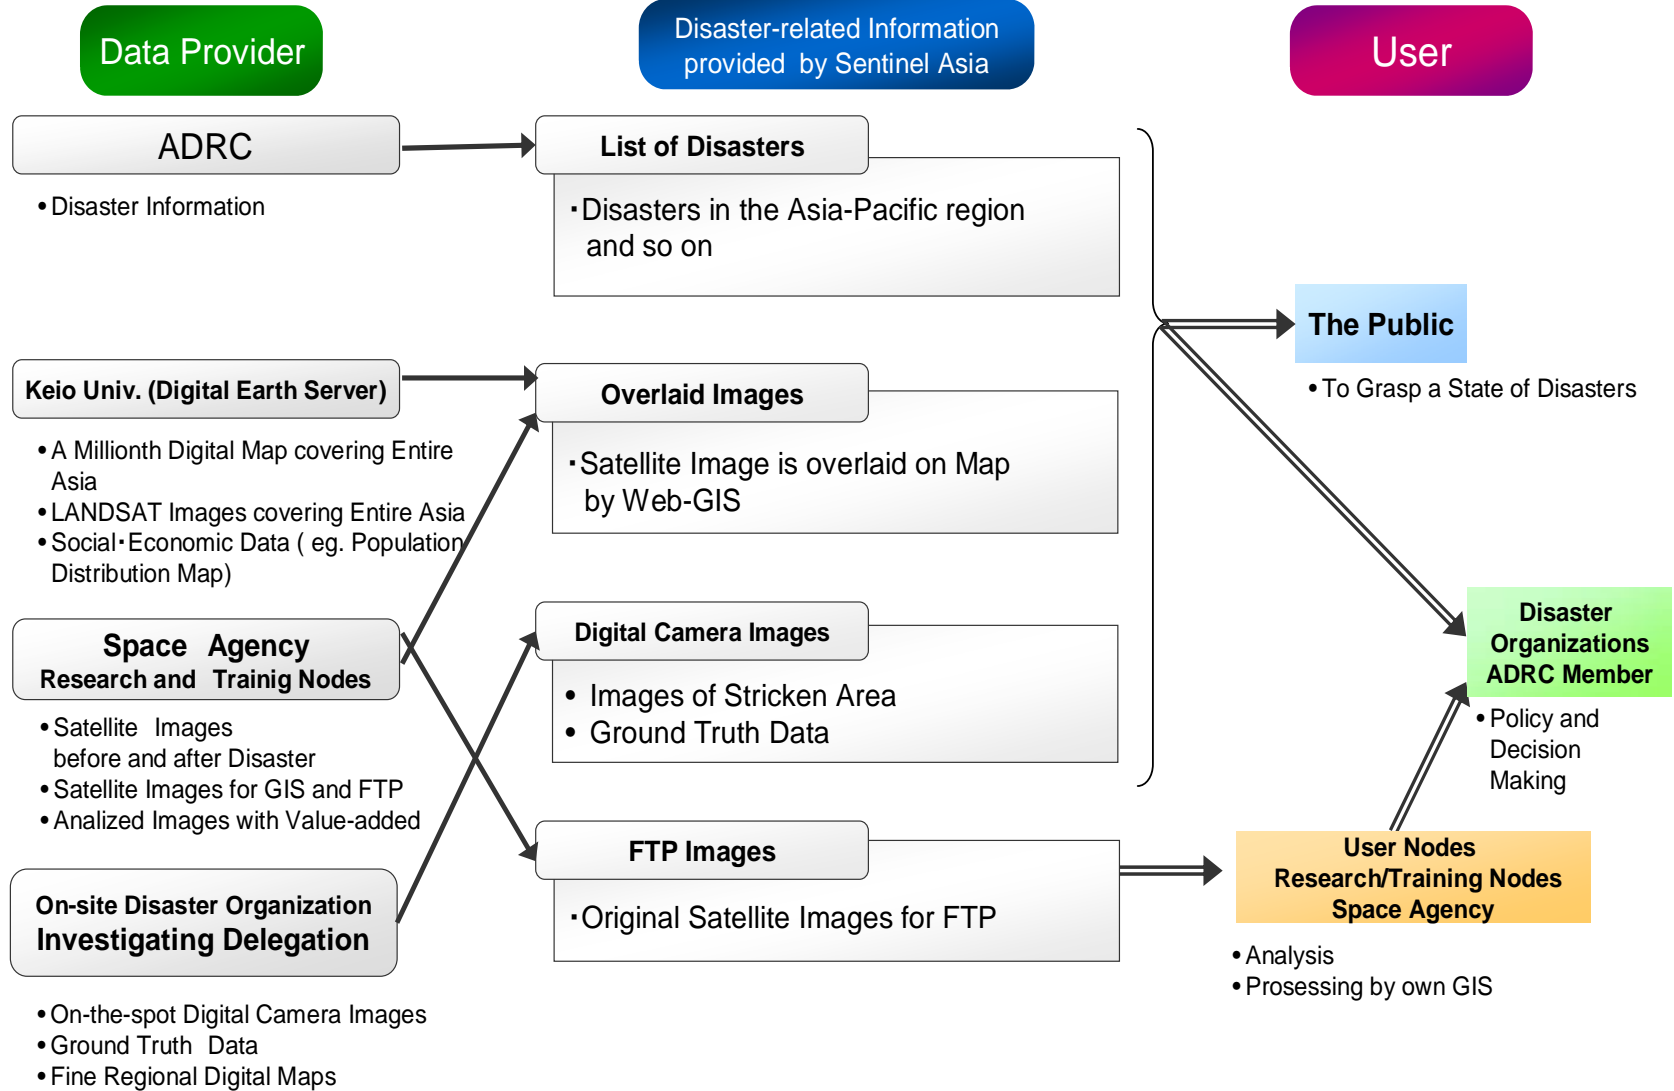 Data Provider
Disaster-related Information
provided by Sentinel Asia
User
ADRC
•Disaster Information
List of Disasters
・Disasters in the Asia-Pacific region
and so on
The Public
•To Grasp a State of Disasters
Keio Univ. (Digital Earth Server)
•A Millionth Digital Map covering Entire
Asia
•LANDSAT Images covering Entire Asia
•Social・Economic Data ( eg. Population
Distribution Map)
Overlaid Images
・Satellite Image is overlaid on Map
by Web-GIS
Space Agency
Research and Trainig Nodes
•Satellite Images
before and after Disaster
•Satellite Images for GIS and FTP
•Analized Images with Value-added
Digital Camera Images
• Images of Stricken Area
• Ground Truth Data
Disaster
Organizations
ADRC Member
•Policy and
Decision
Making
On-site Disaster Organization
Investigating Delegation
•On-the-spot Digital Camera Images
•Ground Truth Data
•Fine Regional Digital Maps
FTP Images
・Original Satellite Images for FTP
User Nodes
Research/Training Nodes
Space Agency
•Analysis
•Prosessing by own GIS